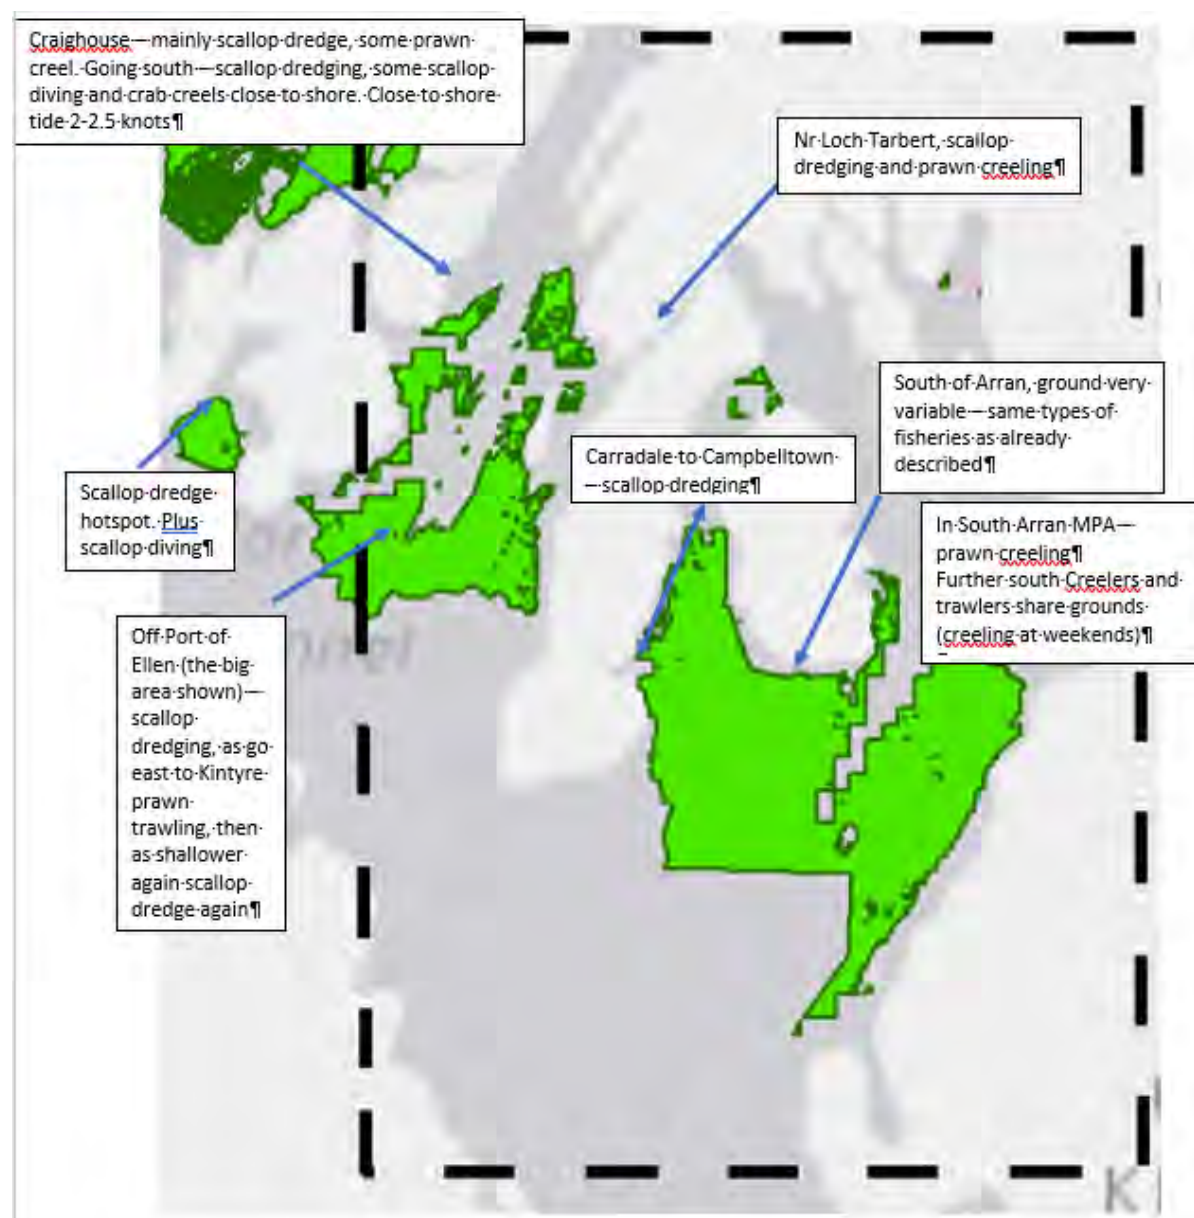 Craighouse—mainly scallop dredge, some prawn
creel. Going south—scallop dredging, some scallop
diving and crab creels close to shore. Close to shore
tide 2-2.5 knots¶
Nr Loch Tarbert, scallop
dredging and prawn creeling¶
South of Arran, ground very
variable—same types of
fisheries as already
described¶
Carradale to Campbelltown
—scallop dredging¶
Scallop dredge
hotspot. Plus
scallop diving¶
In South Arran MPA—
prawn creeling¶
Further south Creelers and
trawlers share grounds
(creeling at weekends)¶
Off Port of
Ellen (the big
area shown)—
scallop
dredging, as go
east to Kintyre
prawn
trawling, then
as shallower
again scallop
dredge again¶
K